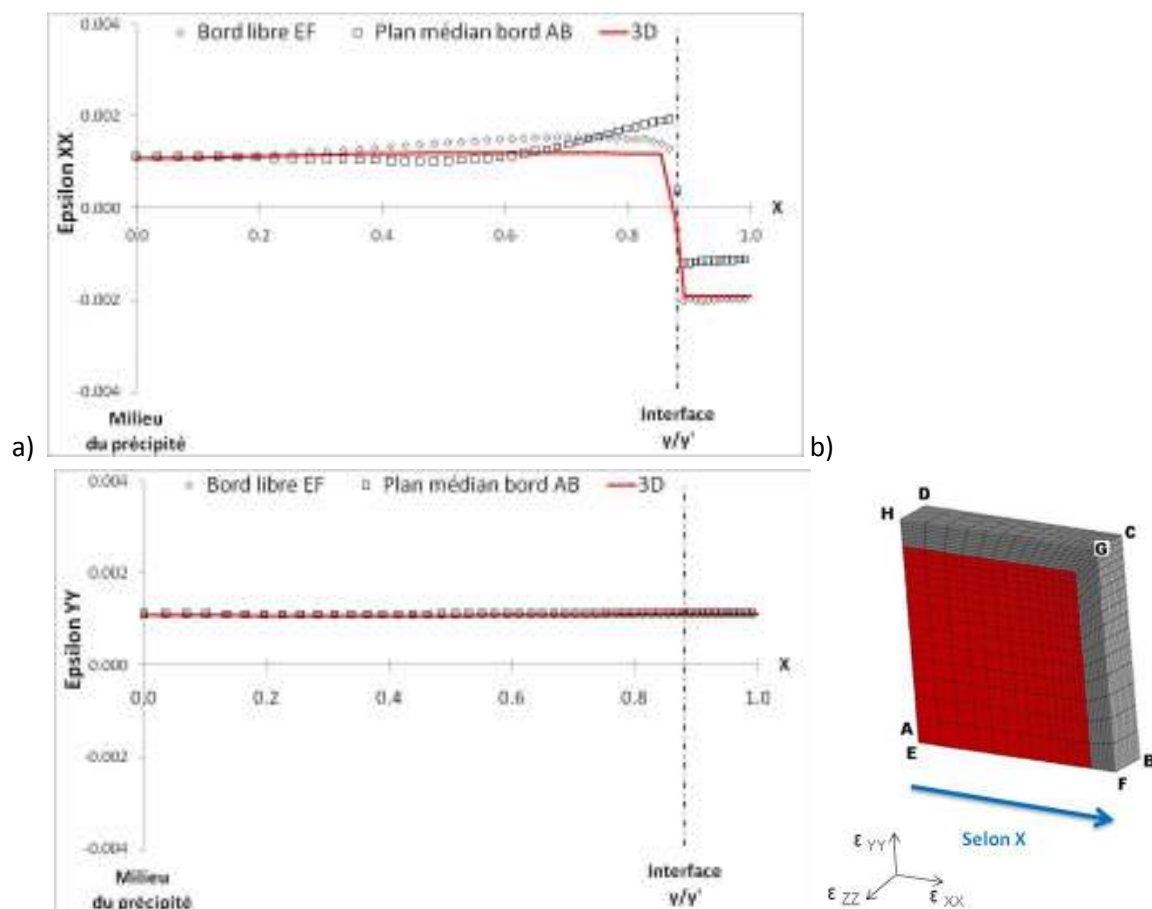 0.004
Bord libre EF Plan médian bord AB 3D
0.002
Epsilon XX
0.000
X
0.0 0.2 0.4 0.6 0.8 1.0
-0.002
-0.004
Milieu
du précipité
Interface
γ/γ'
a)
b)
0.004
Bord libre EF Plan médian bord AB 3D
0.002
Epsilon YY
0.000
X
0.0 0.2 0.4 0.6 0.8 1.0
-0.002
-0.004
Milieu
du précipité
Interface
γ/γ'
D
H
C
G
A
E
B
F
Selon X
ε YY
ε ZZ
ε XX